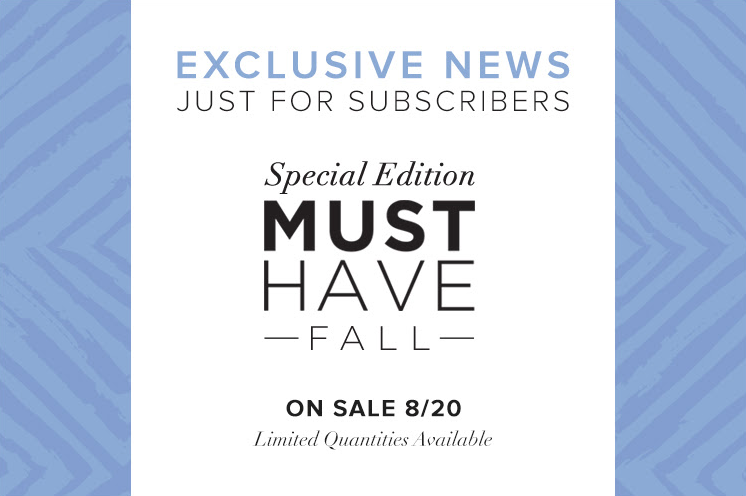 EXCLUSIVE NEWS
JUST FOR SUBSCRIBERS
Special Edition
MUST
HAVE
—FALL—
ON SALE 8/20
Limited Quantities Available